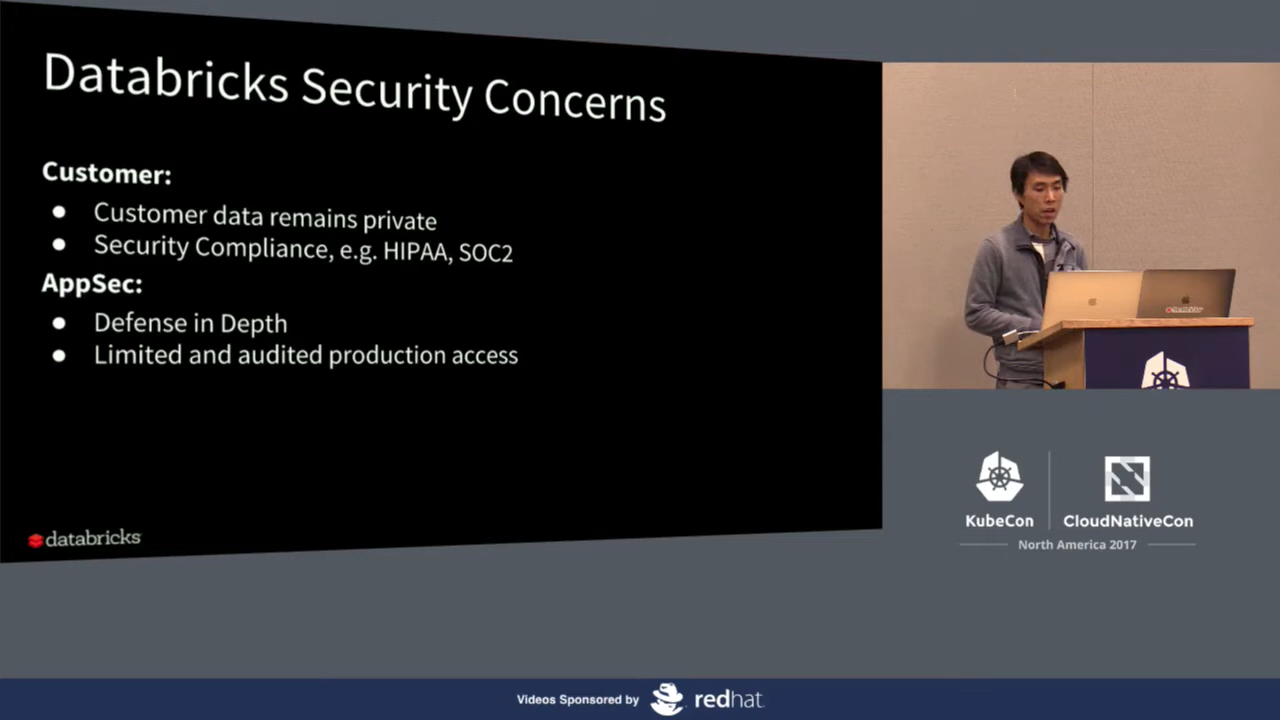 Databricks Security Concerns
Customer:
● Customer data remains private
● Security Compliance, e.g. HIPAA, SOC2
AppSec:
● Defense in Depth
● Limited and audited production access
databricks
KubeCon
CloudNativeCon
North America 2017
Videos Sponsored by
redhat.